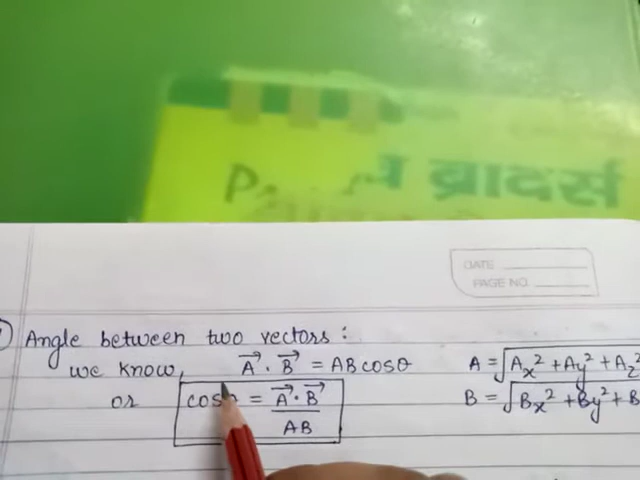 ब्रादर्स
DATE
PAGE NO.
Angle between two vectors :
we know, A⃗ · B⃗ = AB cosθ A = √Ax² + Ay² + Az²
or cosθ = A⃗ · B⃗ / AB B = √Bx² + By² + B